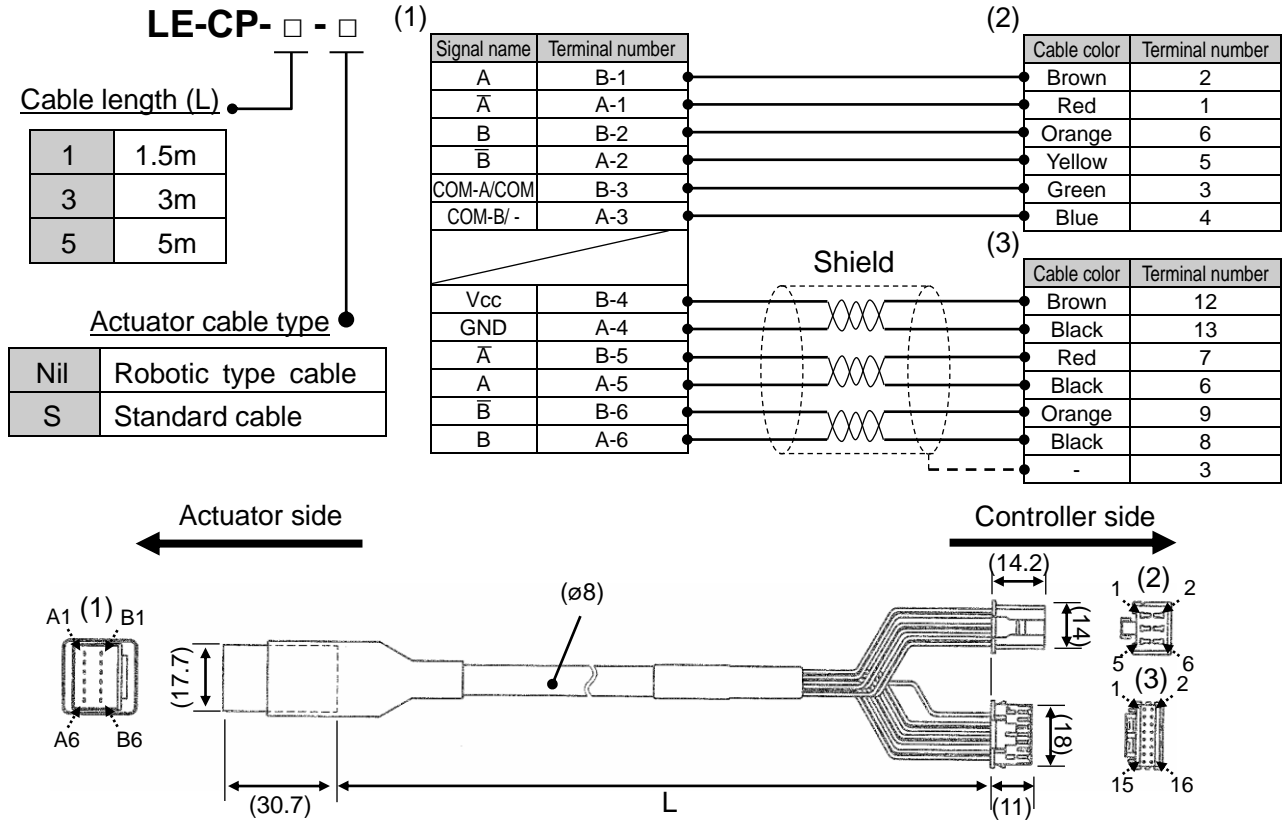 LE-CP- □ - □
Cable length (L)
1 1.5m
3 3m
5 5m
Actuator cable type
Nil Robotic type cable
S Standard cable
(1)
Signal name Terminal number
A B-1
A̅ A-1
B B-2
B̅ A-2
COM-A/COM B-3
COM-B/ - A-3
Vcc B-4
GND A-4
A̅ B-5
A A-5
B̅ B-6
B A-6
Shield
(2)
Cable color Terminal number
Brown 2
Red 1
Orange 6
Yellow 5
Green 3
Blue 4
(3)
Cable color Terminal number
Brown 12
Black 13
Red 7
Black 6
Orange 9
Black 8
- 3
Actuator side
Controller side
A1 (1) B1
A6 B6
(17.7)
(30.7)
(ø8)
L
(14.2)
(14)
(18)
(11)
1 (2) 2
5 6
1 (3) 2
15 16